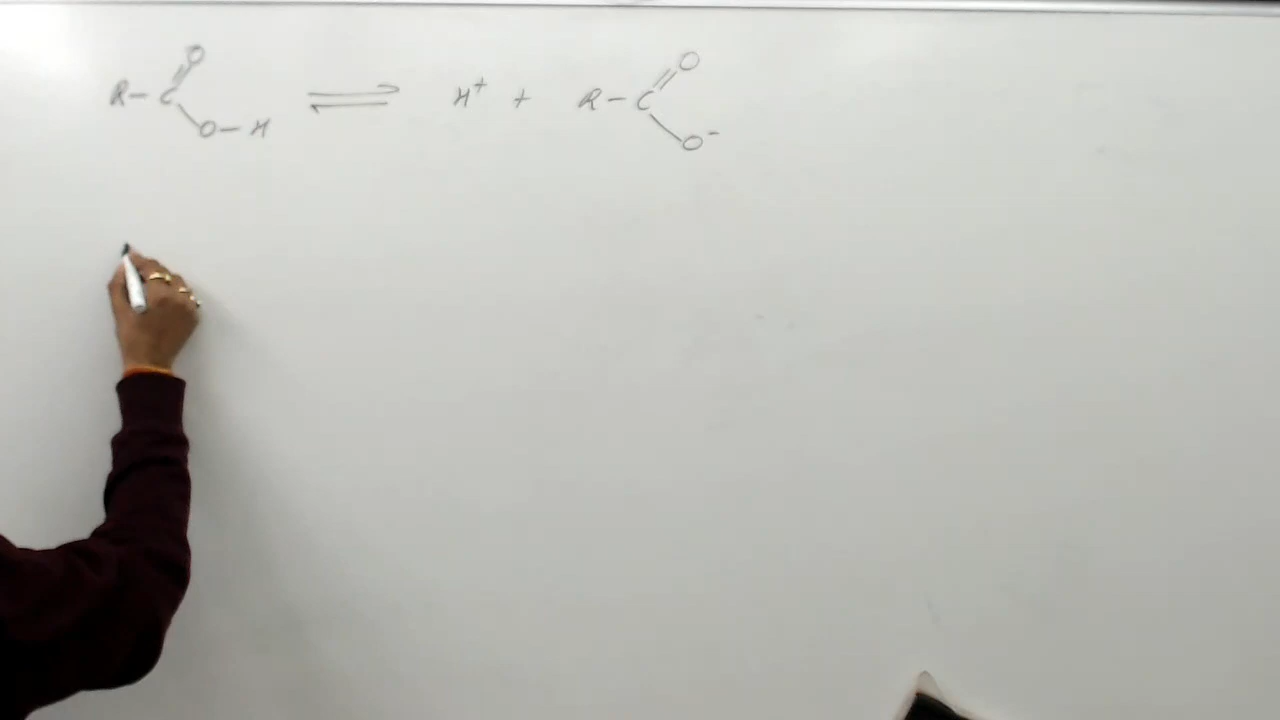 R-C(=O)-O-H ⇌ H⁺ + R-C(=O)-O⁻